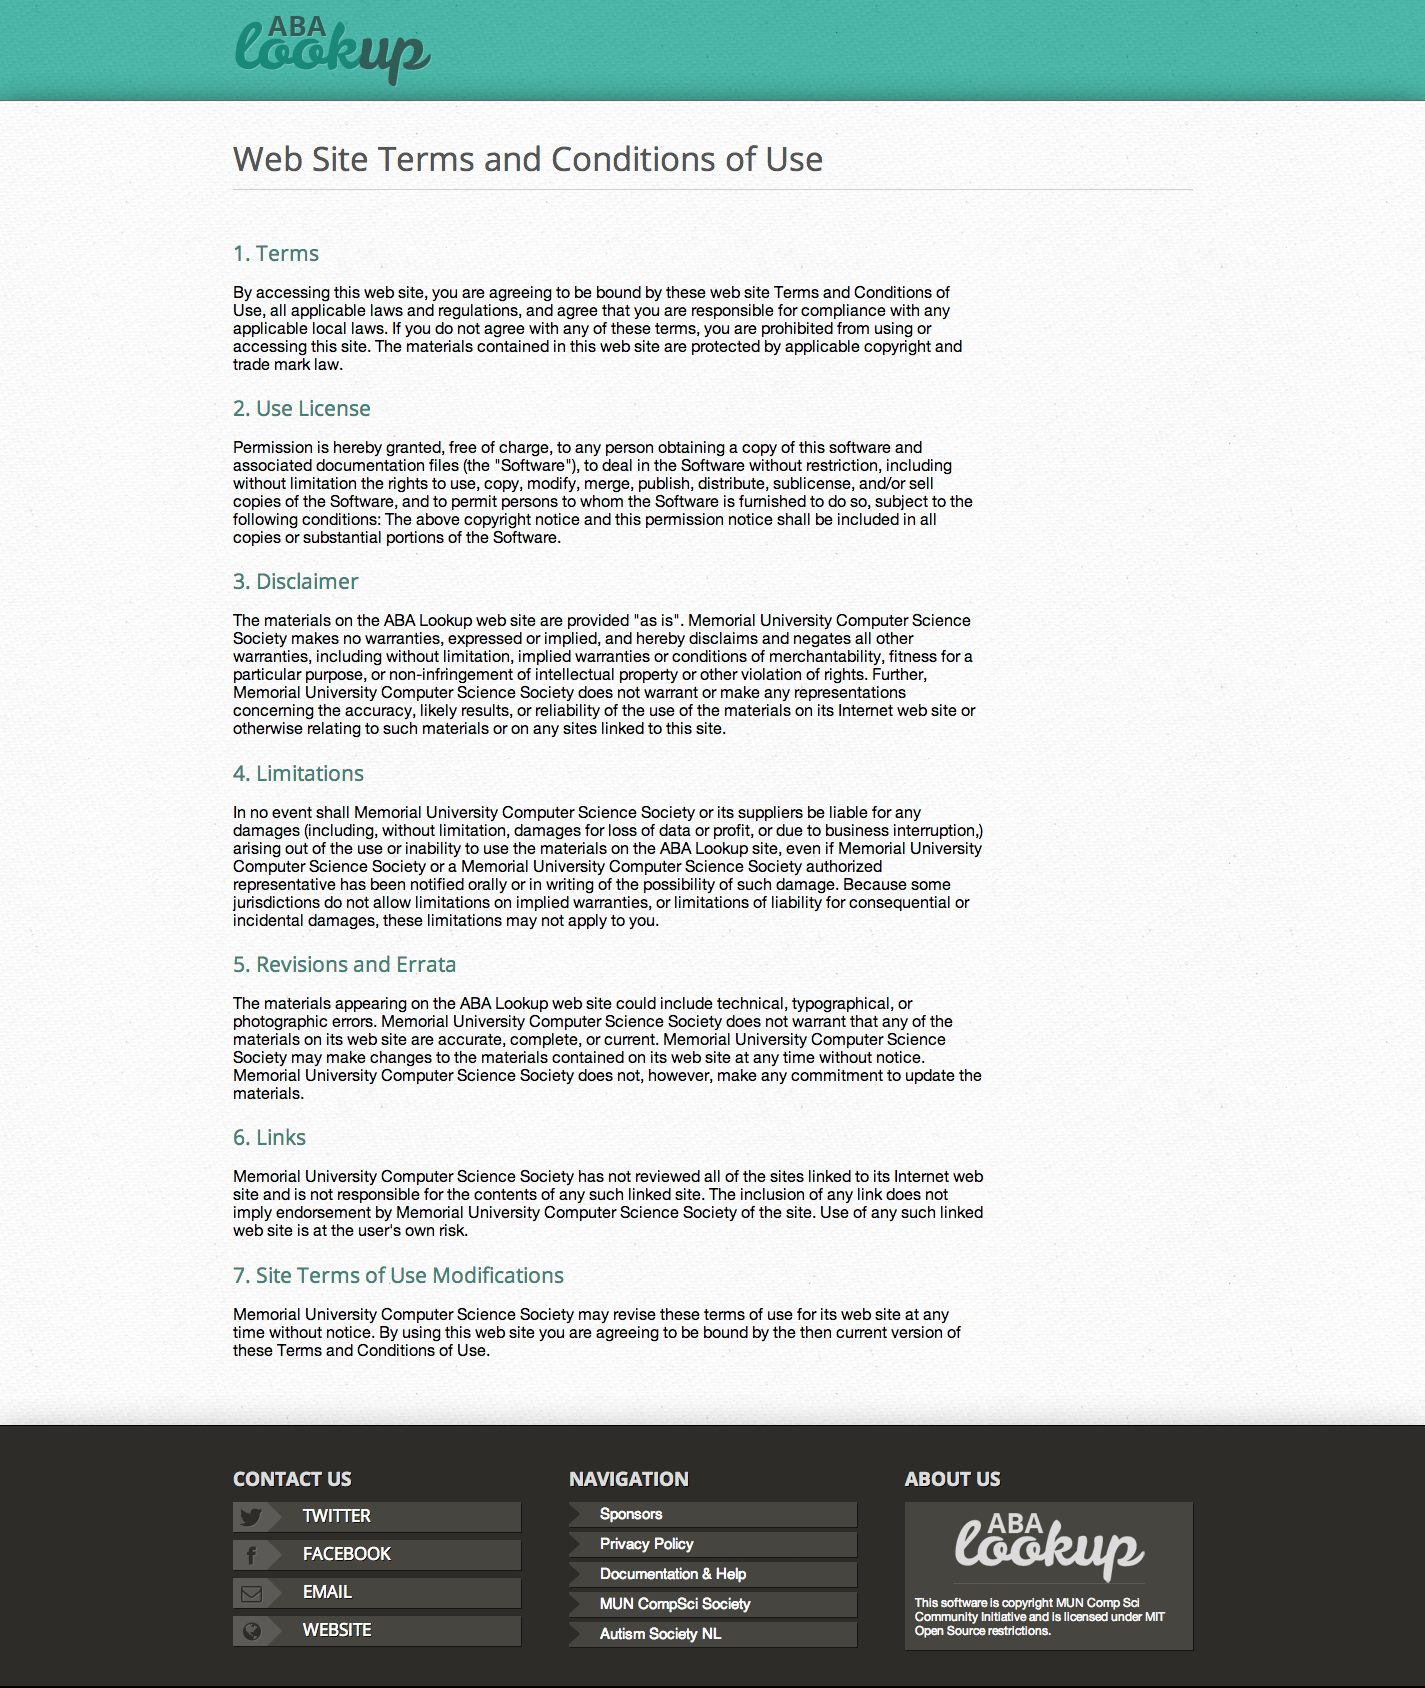 ABA
lookup
Web Site Terms and Conditions of Use
1. Terms
By accessing this web site, you are agreeing to be bound by these web site Terms and Conditions of
Use, all applicable laws and regulations, and agree that you are responsible for compliance with any
applicable local laws. If you do not agree with any of these terms, you are prohibited from using or
accessing this site. The materials contained in this web site are protected by applicable copyright and
trade mark law.
2. Use License
Permission is hereby granted, free of charge, to any person obtaining a copy of this software and
associated documentation files (the "Software"), to deal in the Software without restriction, including
without limitation the rights to use, copy, modify, merge, publish, distribute, sublicense, and/or sell
copies of the Software, and to permit persons to whom the Software is furnished to do so, subject to the
following conditions: The above copyright notice and this permission notice shall be included in all
copies or substantial portions of the Software.
3. Disclaimer
The materials on the ABA Lookup web site are provided "as is". Memorial University Computer Science
Society makes no warranties, expressed or implied, and hereby disclaims and negates all other
warranties, including without limitation, implied warranties or conditions of merchantability, fitness for a
particular purpose, or non-infringement of intellectual property or other violation of rights. Further,
Memorial University Computer Science Society does not warrant or make any representations
concerning the accuracy, likely results, or reliability of the use of the materials on its Internet web site or
otherwise relating to such materials or on any sites linked to this site.
4. Limitations
In no event shall Memorial University Computer Science Society or its suppliers be liable for any
damages (including, without limitation, damages for loss of data or profit, or due to business interruption,)
arising out of the use or inability to use the materials on the ABA Lookup site, even if Memorial University
Computer Science Society or a Memorial University Computer Science Society authorized
representative has been notified orally or in writing of the possibility of such damage. Because some
jurisdictions do not allow limitations on implied warranties, or limitations of liability for consequential or
incidental damages, these limitations may not apply to you.
5. Revisions and Errata
The materials appearing on the ABA Lookup web site could include technical, typographical, or
photographic errors. Memorial University Computer Science Society does not warrant that any of the
materials on its web site are accurate, complete, or current. Memorial University Computer Science
Society may make changes to the materials contained on its web site at any time without notice.
Memorial University Computer Science Society does not, however, make any commitment to update the
materials.
6. Links
Memorial University Computer Science Society has not reviewed all of the sites linked to its Internet web
site and is not responsible for the contents of any such linked site. The inclusion of any link does not
imply endorsement by Memorial University Computer Science Society of the site. Use of any such linked
web site is at the user's own risk.
7. Site Terms of Use Modifications
Memorial University Computer Science Society may revise these terms of use for its web site at any
time without notice. By using this web site you are agreeing to be bound by the then current version of
these Terms and Conditions of Use.
CONTACT US
TWITTER
FACEBOOK
EMAIL
WEBSITE
NAVIGATION
Sponsors
Privacy Policy
Documentation & Help
MUN CompSci Society
Autism Society NL
ABOUT US
ABA
lookup
This software is copyright MUN Comp Sci
Community Initiative and is licensed under MIT
Open Source restrictions.